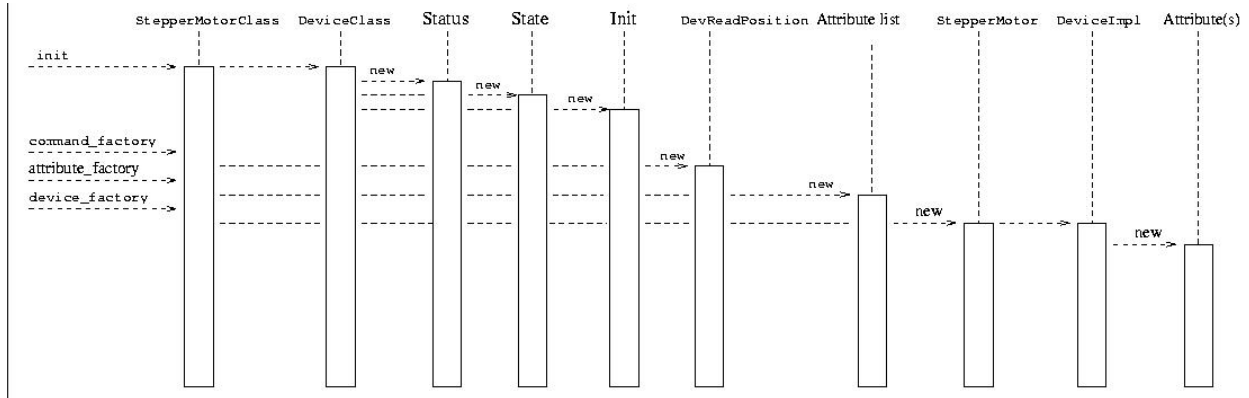 StepperMotorClass DeviceClass Status State Init DevReadPosition Attribute list StepperMotor DeviceImpl Attribute(s)
init
new
new
new
command_factory
new
attribute_factory
new
device_factory
new
new